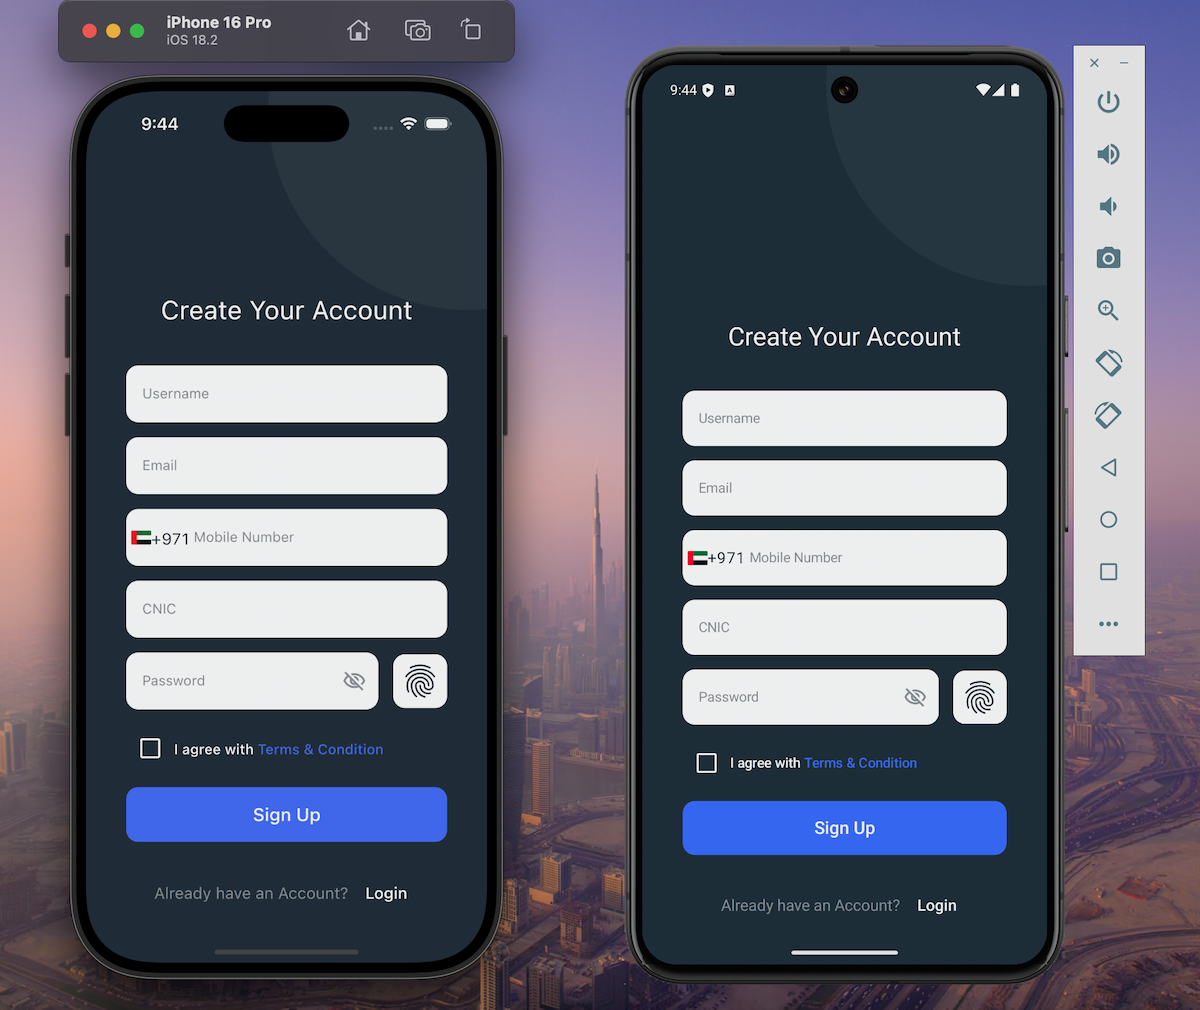 iPhone 16 Pro
iOS 18.2
9:44
Create Your Account
Username
Email
+971 Mobile Number
CNIC
Password
I agree with Terms & Condition
Sign Up
Already have an Account? Login
9:44
A
Create Your Account
Username
Email
+971 Mobile Number
CNIC
Password
I agree with Terms & Condition
Sign Up
Already have an Account? Login